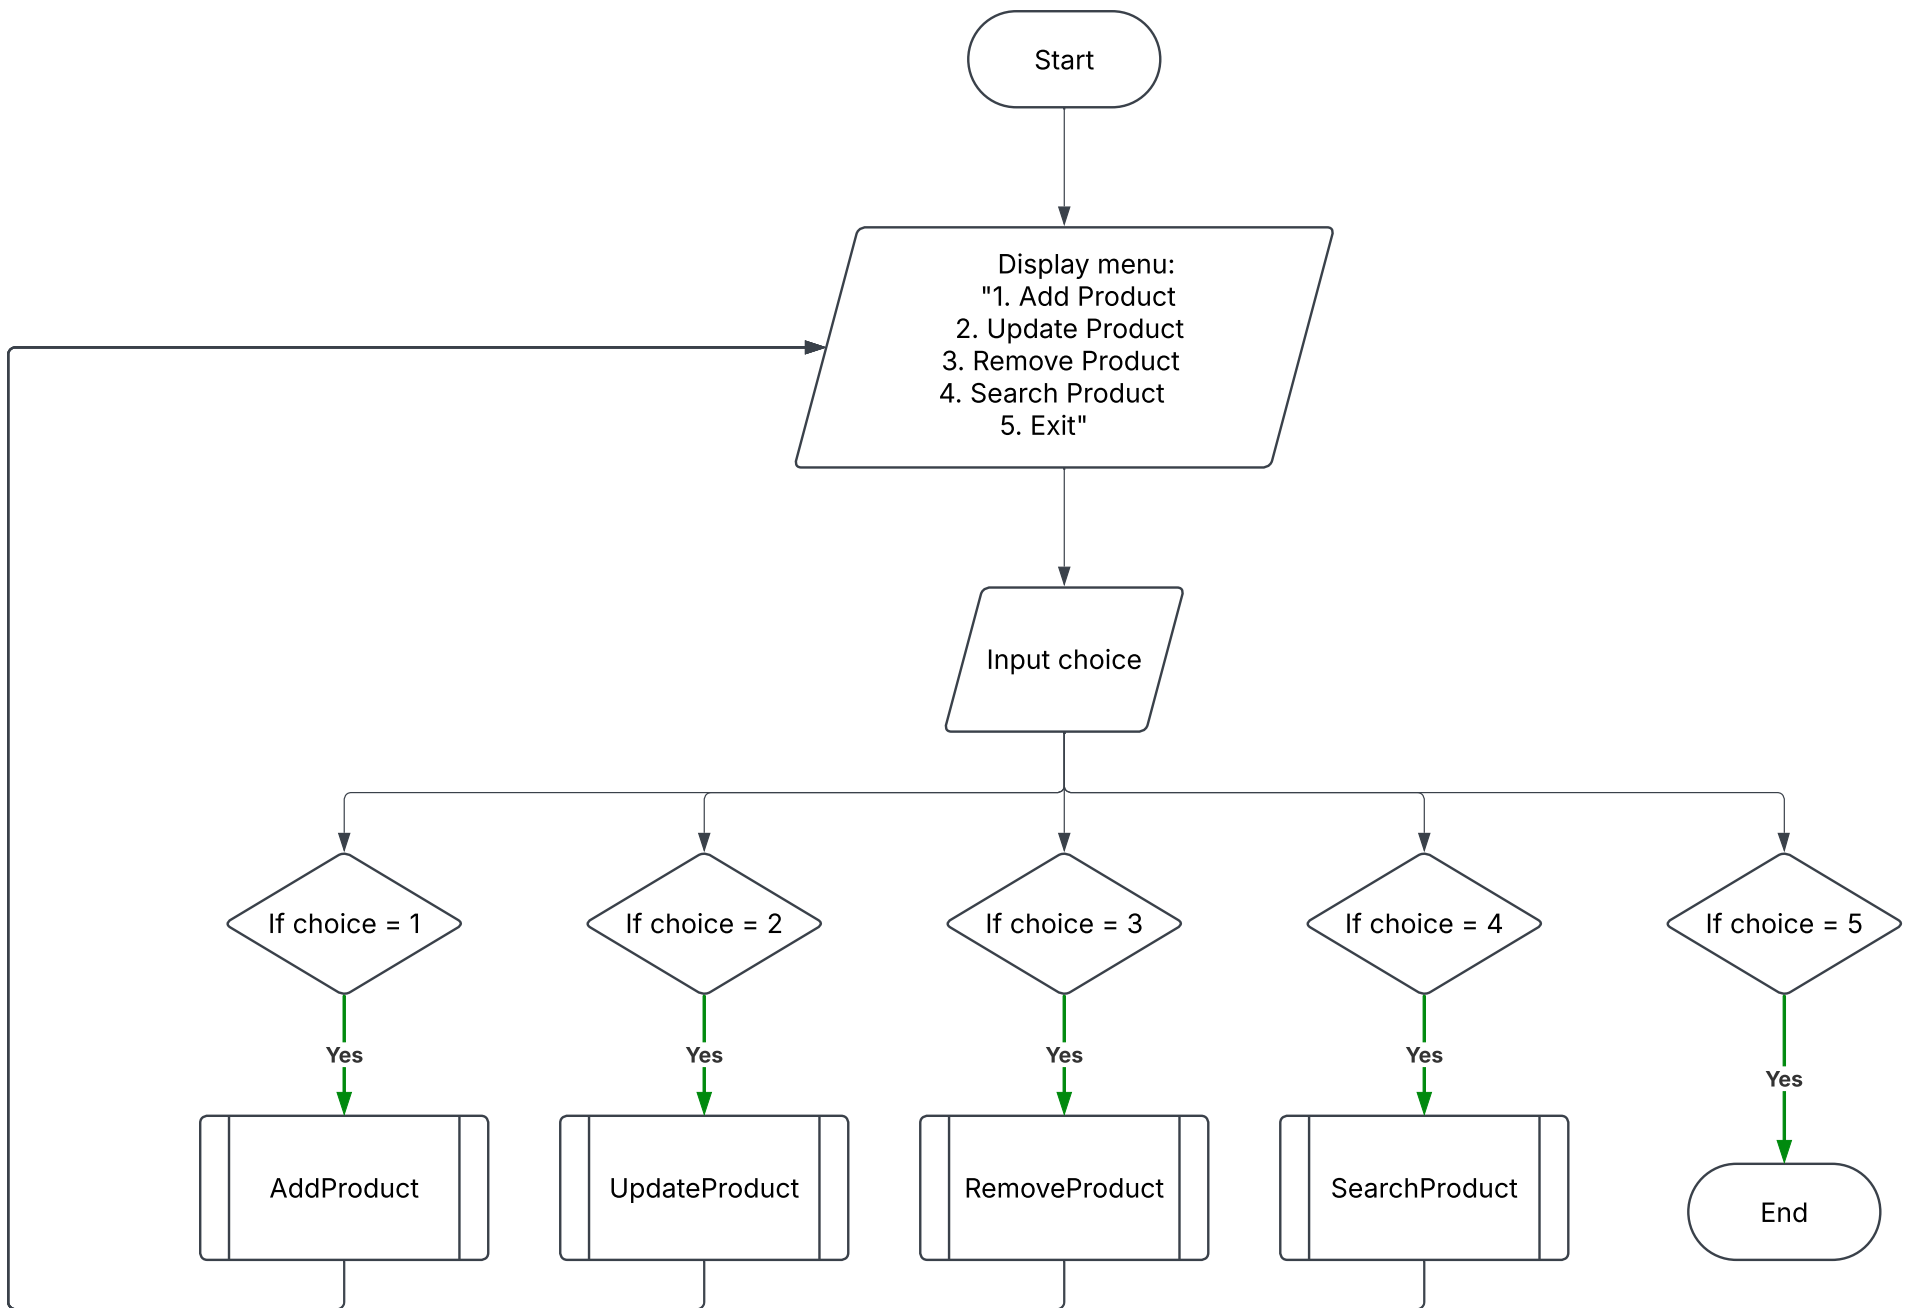 Start
Display menu:
"1. Add Product
2. Update Product
3. Remove Product
4. Search Product
5. Exit"
Input choice
If choice = 1
If choice = 2
If choice = 3
If choice = 4
If choice = 5
Yes
Yes
Yes
Yes
Yes
AddProduct
UpdateProduct
RemoveProduct
SearchProduct
End